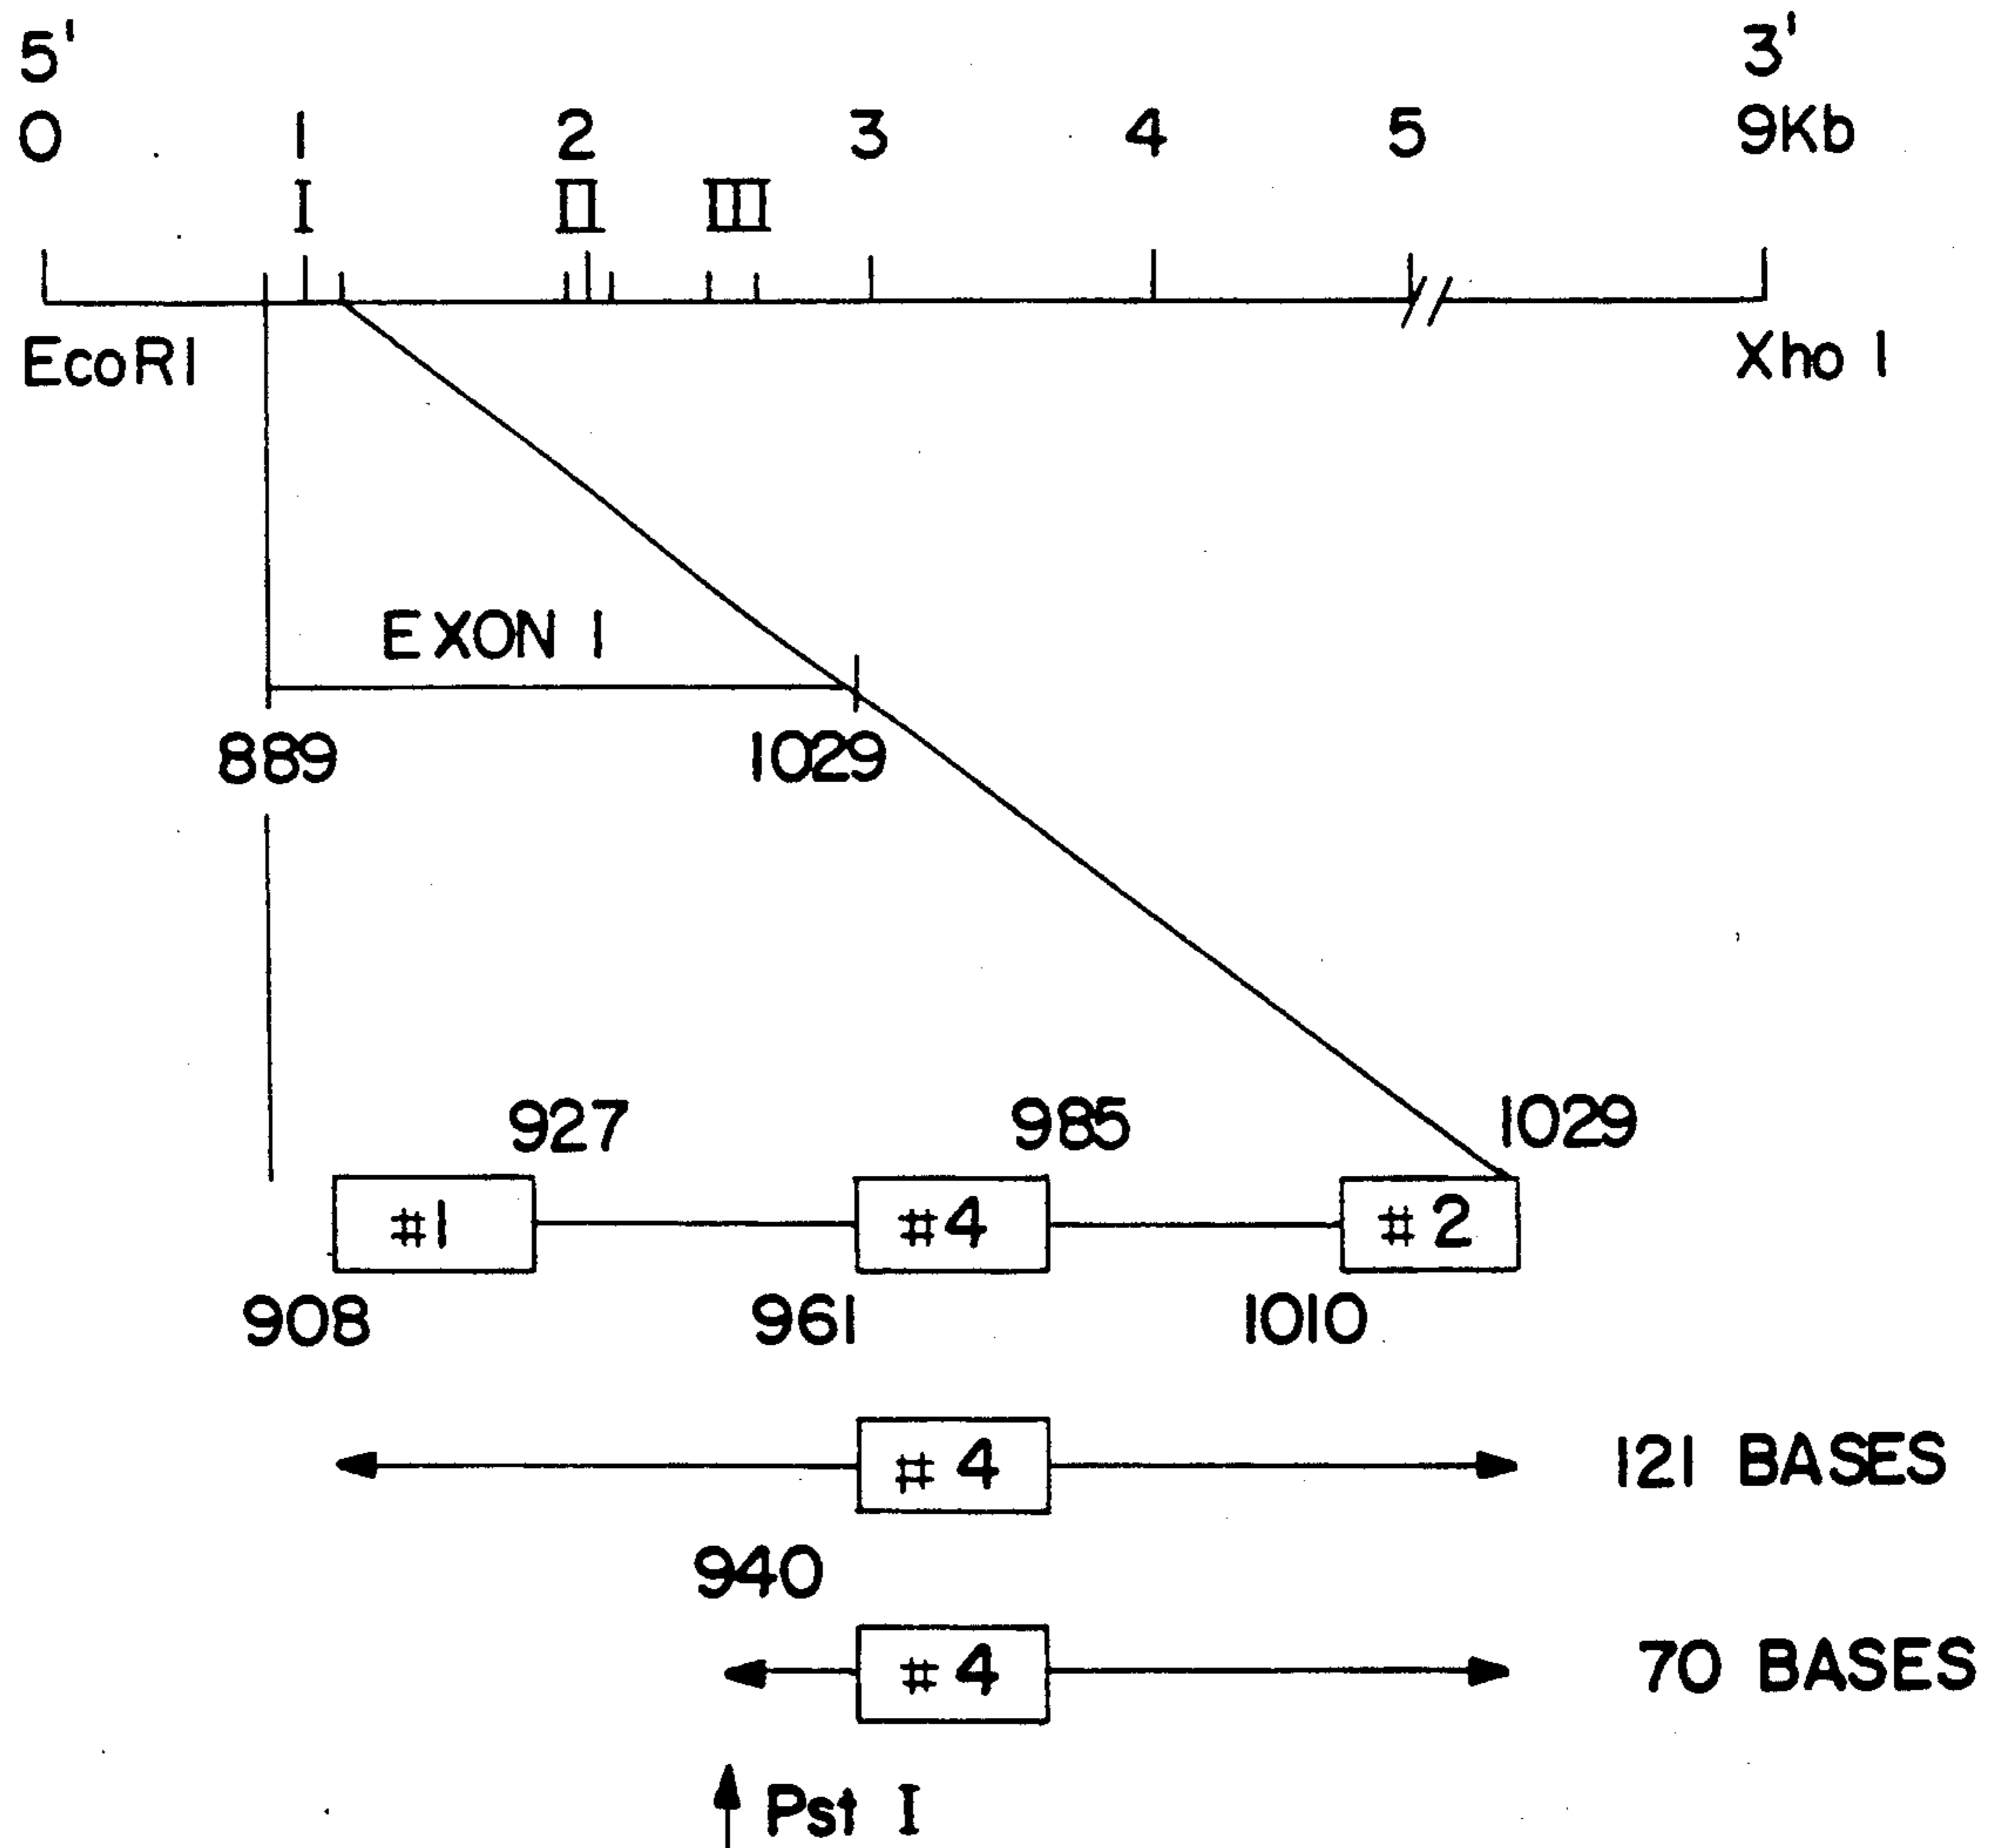 5' 3'
0 1 2 3 4 5 9Kb
I II III
EcoRI Xho I
EXON I
889 1029
927 985 1029
#1 #4 #2
908 961 1010
#4 121 BASES
940
#4 70 BASES
Pst I